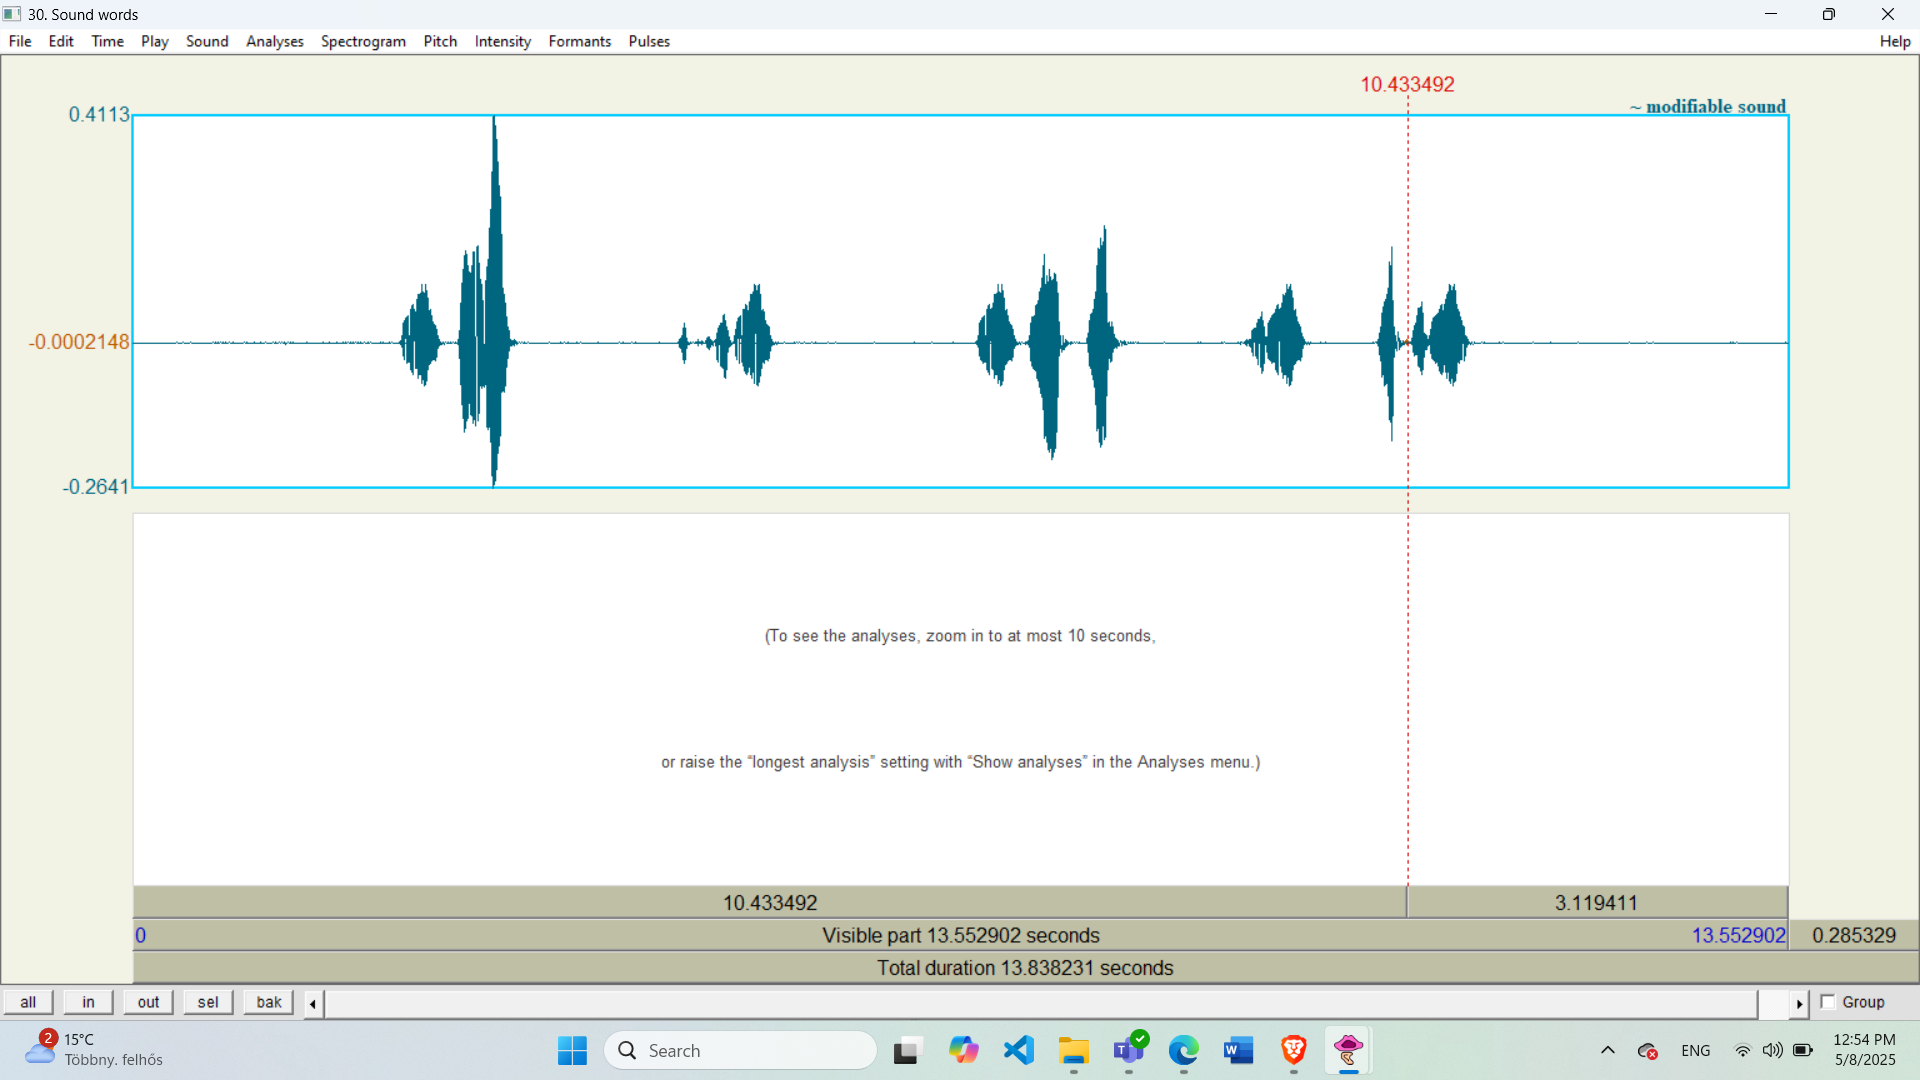 30. Sound words
File Edit Time Play Sound Analyses Spectrogram Pitch Intensity Formants Pulses Help
10.433492
0.4113
~ modifiable sound
-0.0002148
-0.2641
(To see the analyses, zoom in to at most 10 seconds,
or raise the “longest analysis” setting with “Show analyses” in the Analyses menu.)
10.433492 3.119411
0 Visible part 13.552902 seconds 13.552902 0.285329
Total duration 13.838231 seconds
all in out sel bak Group
2 15°C
Többny. felhős
Search
ENG
12:54 PM
5/8/2025